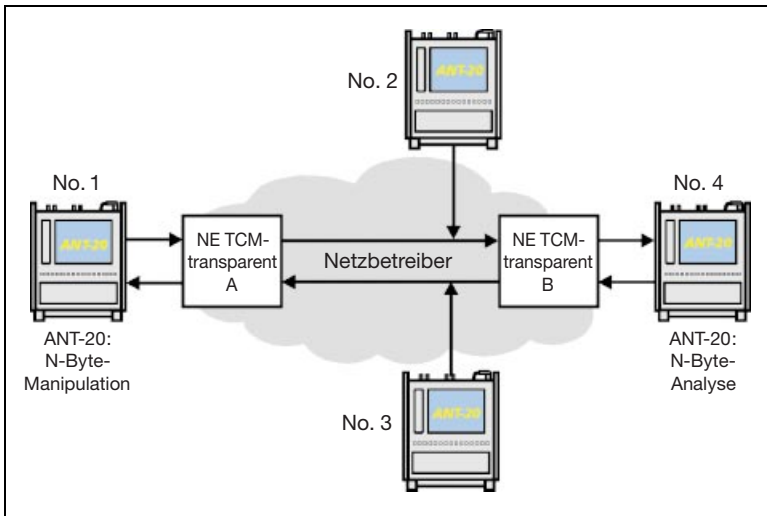 No. 2
ANT-20
No. 1
ANT-20
No. 4
ANT-20
NE TCM-
transparent
A
Netzbetreiber
NE TCM-
transparent
B
ANT-20:
N-Byte-
Manipulation
ANT-20:
N-Byte-
Analyse
No. 3
ANT-20